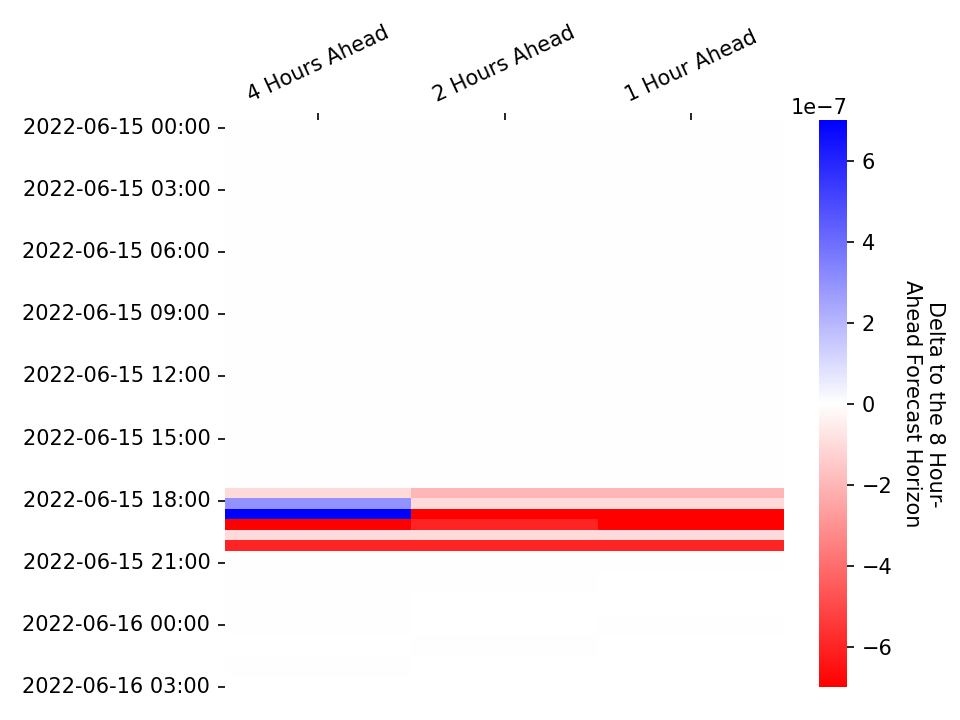 4 Hours Ahead
2 Hours Ahead
1 Hour Ahead
1e−7
2022-06-15 00:00
2022-06-15 03:00
2022-06-15 06:00
2022-06-15 09:00
2022-06-15 12:00
2022-06-15 15:00
2022-06-15 18:00
2022-06-15 21:00
2022-06-16 00:00
2022-06-16 03:00
6
4
2
0
−2
−4
−6
Delta to the 8 Hour-
Ahead Forecast Horizon